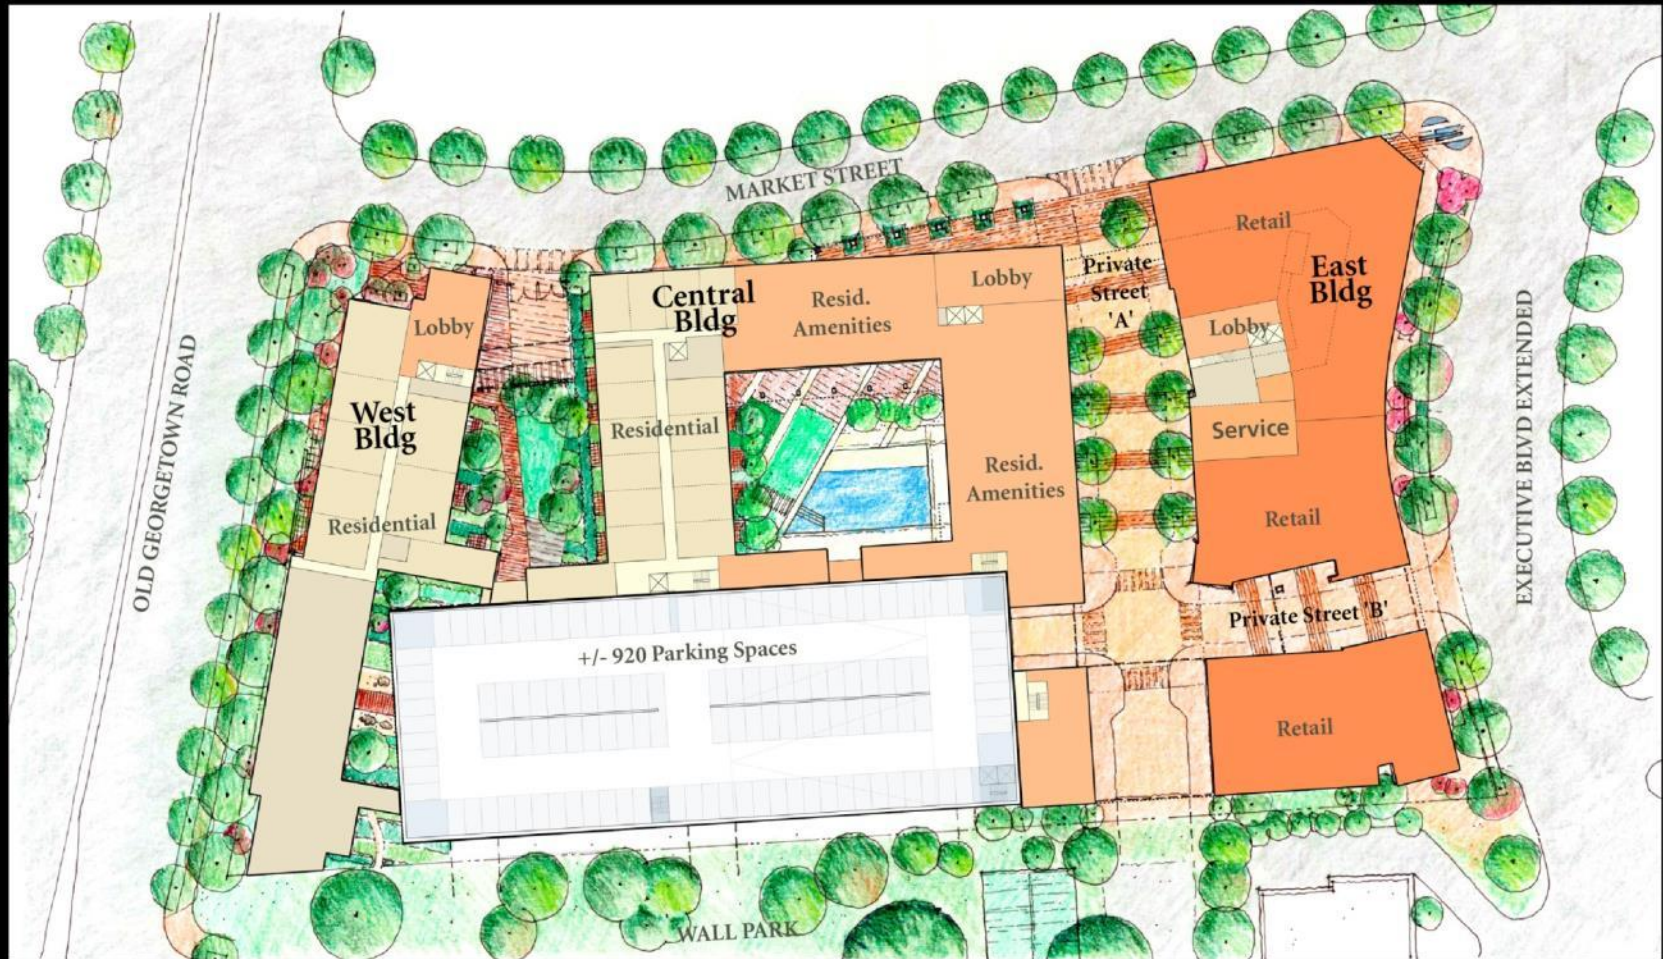 MARKET STREET
OLD GEORGETOWN ROAD
EXECUTIVE BLVD EXTENDED
West
Bldg
Lobby
Residential
Central
Bldg
Resid.
Amenities
Lobby
Residential
Resid.
Amenities
Private
Street
'A'
East
Bldg
Retail
Lobby
Service
Retail
Private Street 'B'
Retail
+/- 920 Parking Spaces
WALL PARK